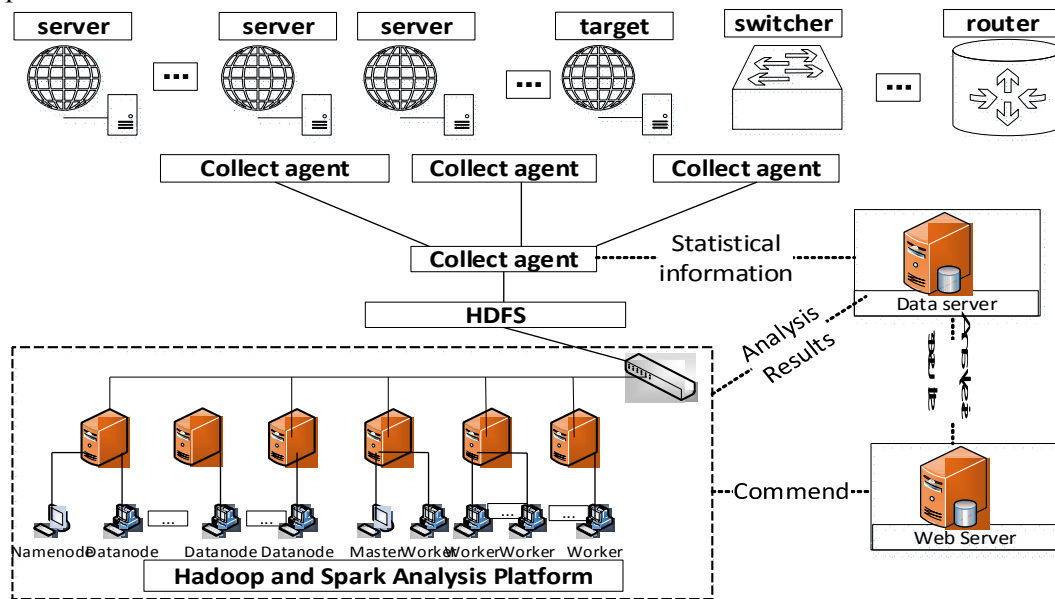 server
server
server
target
switcher
router
...
...
...
Collect agent
Collect agent
Collect agent
Collect agent
Statistical
information
Data server
HDFS
Analysis
Results
Commend
Web Server
...
...
...
...
Namenode
Datanode
Datanode
Datanode
Master
Worker
Worker
Worker
Worker
Hadoop and Spark Analysis Platform